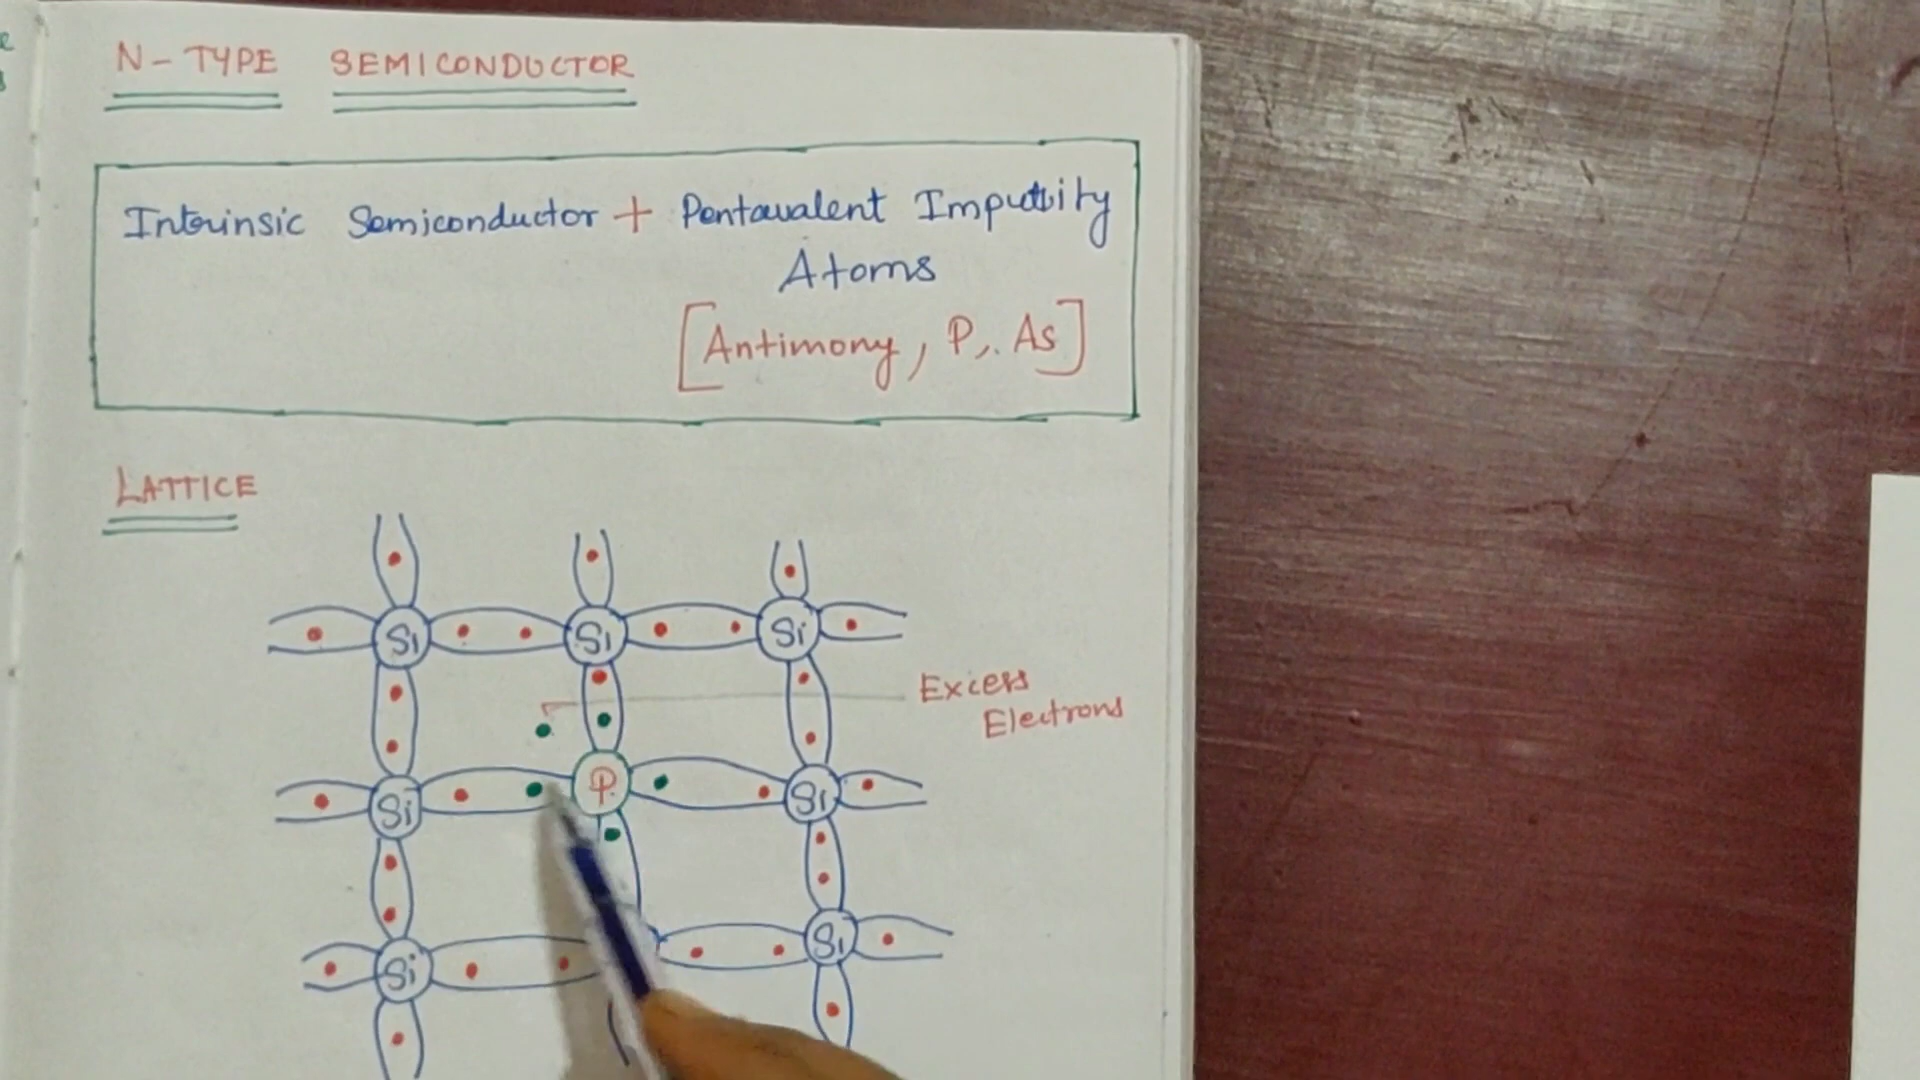 N-TYPE SEMICONDUCTOR
Intrinsic Semiconductor + Pentavalent Impurity
Atoms
[Antimony, P, As]
LATTICE
Si Si Si
Excess
Electrons
Si P Si
Si Si